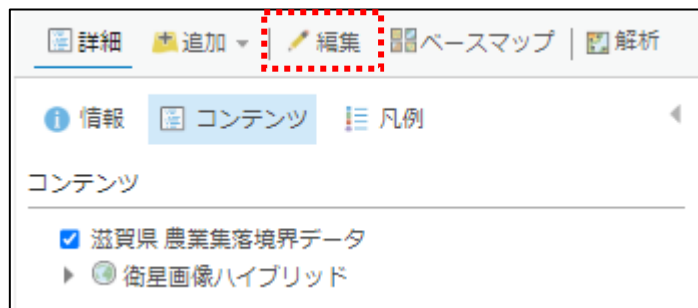 詳細 追加 編集 ベースマップ 解析
情報 コンテンツ 凡例
コンテンツ
滋賀県 農業集落境界データ
衛星画像ハイブリッド